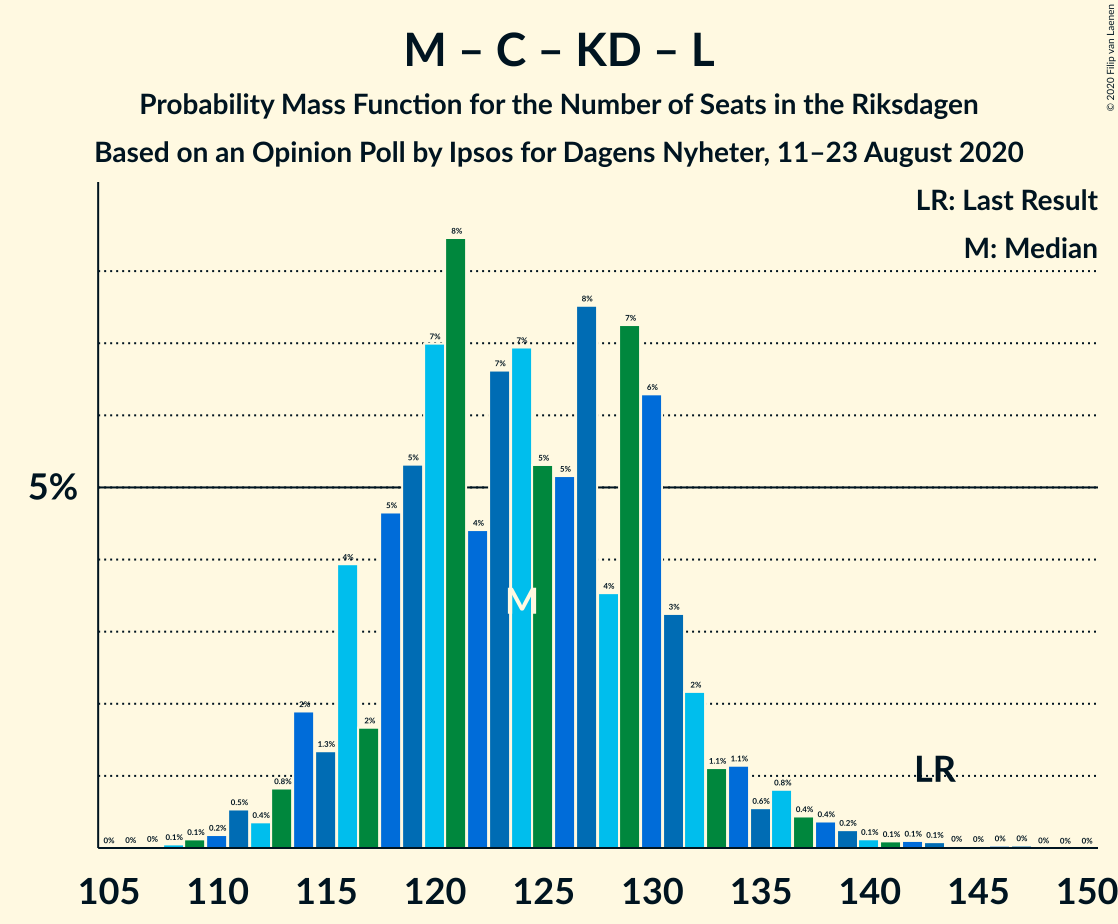 M – C – KD – L
Probability Mass Function for the Number of Seats in the Riksdagen
Based on an Opinion Poll by Ipsos for Dagens Nyheter, 11–23 August 2020
© 2020 Filip van Laenen
LR: Last Result
M: Median
5%
0% 0% 0% 0.1% 0.1% 0.2% 0.5% 0.4% 0.8% 2% 1.3% 4% 2% 5% 5% 7% 8% 4% 7% 7% 5% 5% 8% 4% 7% 6% 3% 2% 1.1% 1.1% 0.6% 0.8% 0.4% 0.4% 0.2% 0.1% 0.1% 0.1% 0.1% 0% 0% 0% 0% 0% 0% 0%
M
LR
105 110 115 120 125 130 135 140 145 150